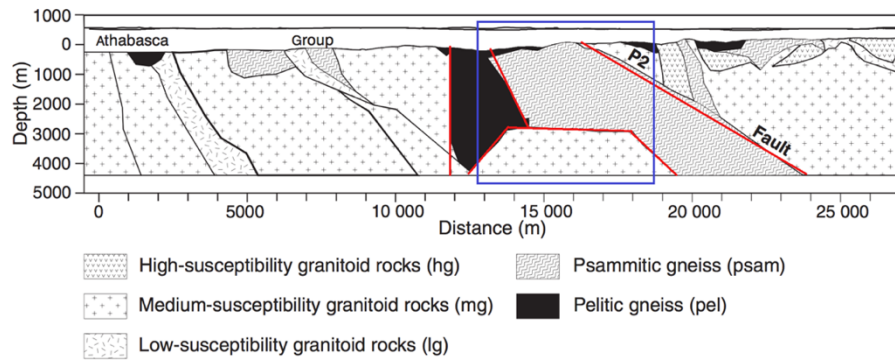 1000
0
1000
2000
3000
4000
5000
Depth (m)
Athabasca Group
P2
Fault
0 5000 10 000 15 000 20 000 25 000
Distance (m)
High-susceptibility granitoid rocks (hg)
Medium-susceptibility granitoid rocks (mg)
Low-susceptibility granitoid rocks (lg)
Psammitic gneiss (psam)
Pelitic gneiss (pel)